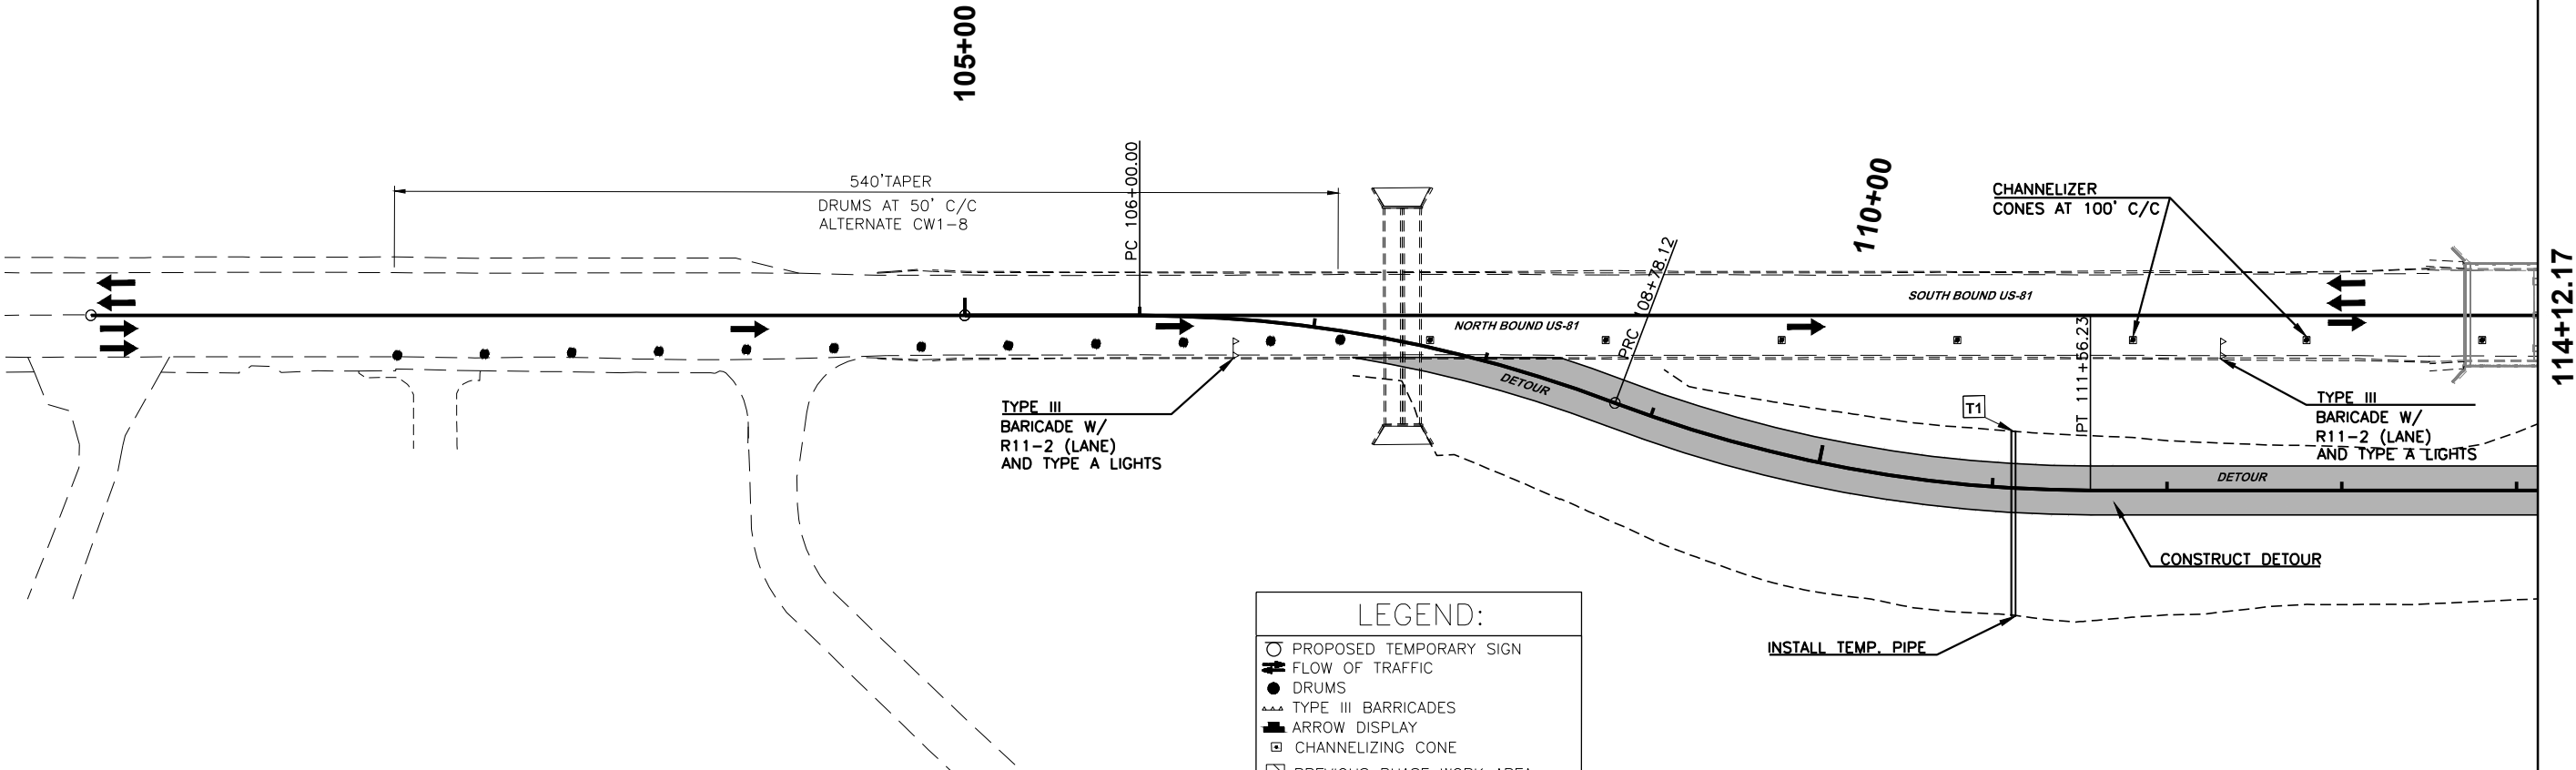 105+00
540'TAPER
DRUMS AT 50' C/C
ALTERNATE CW1-8
PC 106+00.00
PRC 108+78.12
110+00
CHANNELIZER
CONES AT 100' C/C
114+12.17
SOUTH BOUND US-81
NORTH BOUND US-81
PT 111+56.23
DETOUR
T1
TYPE III
BARICADE W/
R11-2 (LANE)
AND TYPE A LIGHTS
TYPE III
BARICADE W/
R11-2 (LANE)
AND TYPE A LIGHTS
DETOUR
CONSTRUCT DETOUR
INSTALL TEMP. PIPE
LEGEND:
PROPOSED TEMPORARY SIGN
FLOW OF TRAFFIC
DRUMS
TYPE III BARRICADES
ARROW DISPLAY
CHANNELIZING CONE
PREVIOUS PHASE WORK AREA